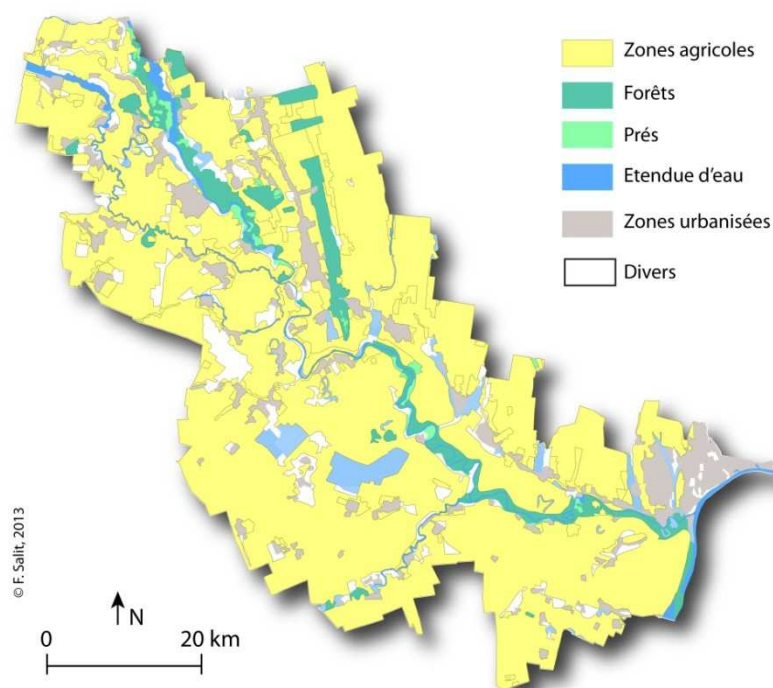 Zones agricoles
Forêts
Prés
Etendue d'eau
Zones urbanisées
Divers
© F. Salit, 2013
N
0 20 km